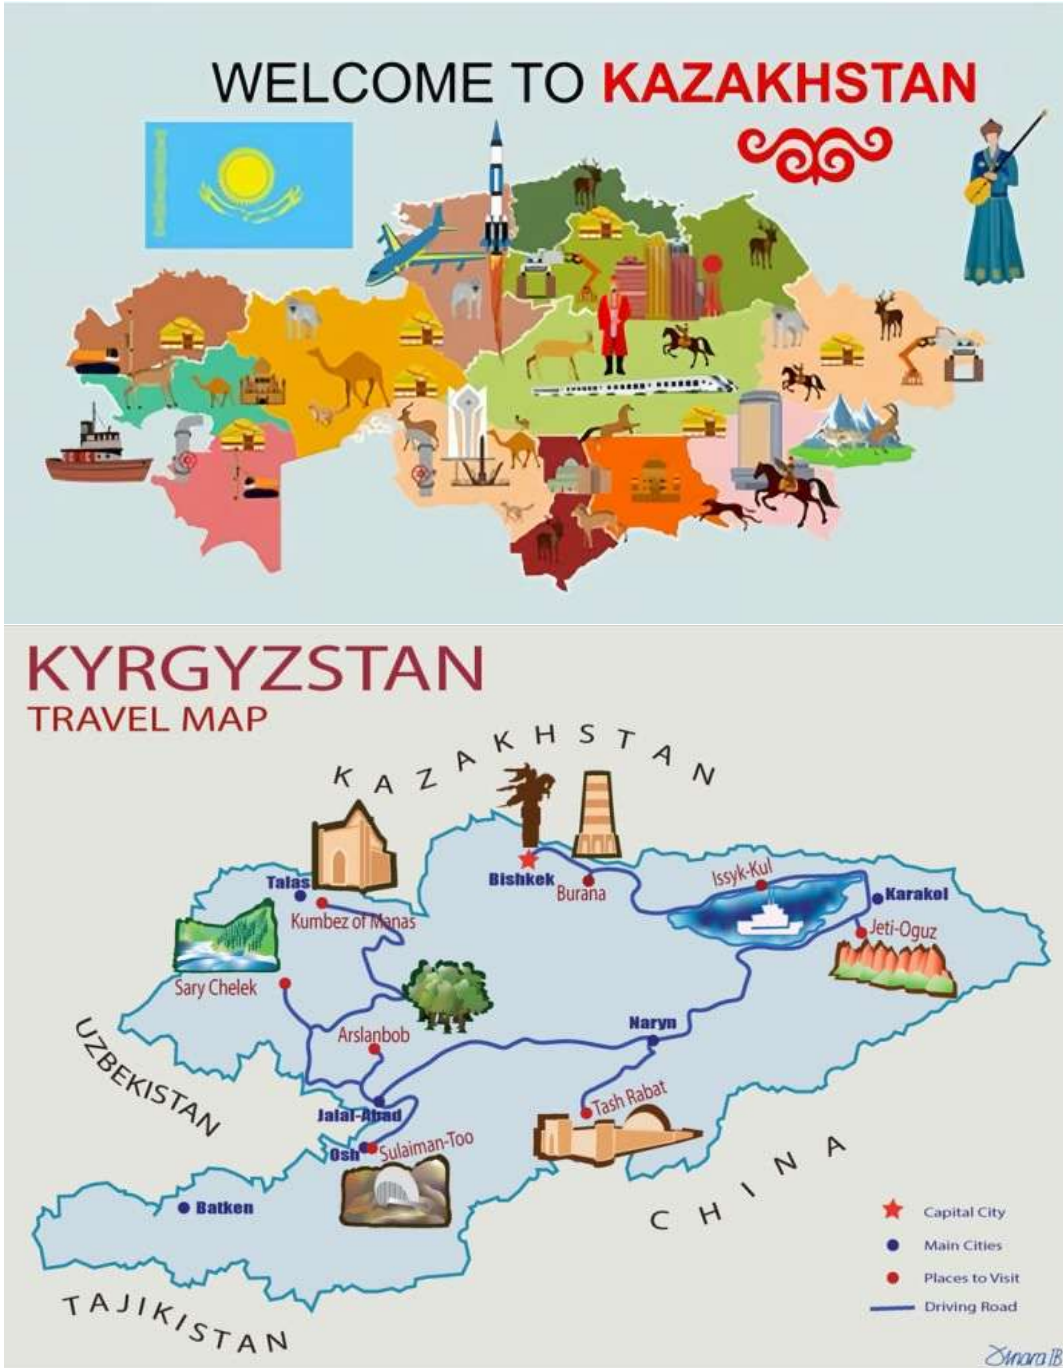 WELCOME TO KAZAKHSTAN
KYRGYZSTAN
TRAVEL MAP
KAZAKHSTAN
Bishkek
Burana
Issyk-Kul
Karakol
Jeti-Oguz
Talas
Kumbez of Manas
Sary Chelek
Arslanbob
Naryn
Tash Rabat
Jalal-Abad
Osh
Sulaiman-Too
Batken
UZBEKISTAN
CHINA
TAJIKISTAN
Capital City
Main Cities
Places to Visit
Driving Road